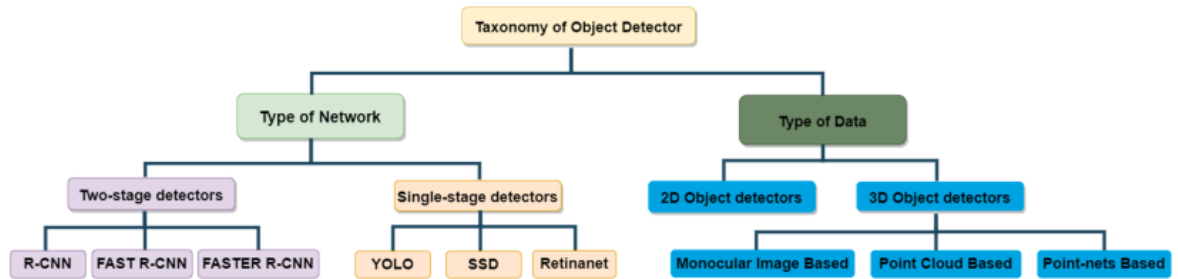 Taxonomy of Object Detector
Type of Network
Type of Data
Two-stage detectors
Single-stage detectors
2D Object detectors
3D Object detectors
R-CNN
FAST R-CNN
FASTER R-CNN
YOLO
SSD
Retinanet
Monocular Image Based
Point Cloud Based
Point-nets Based